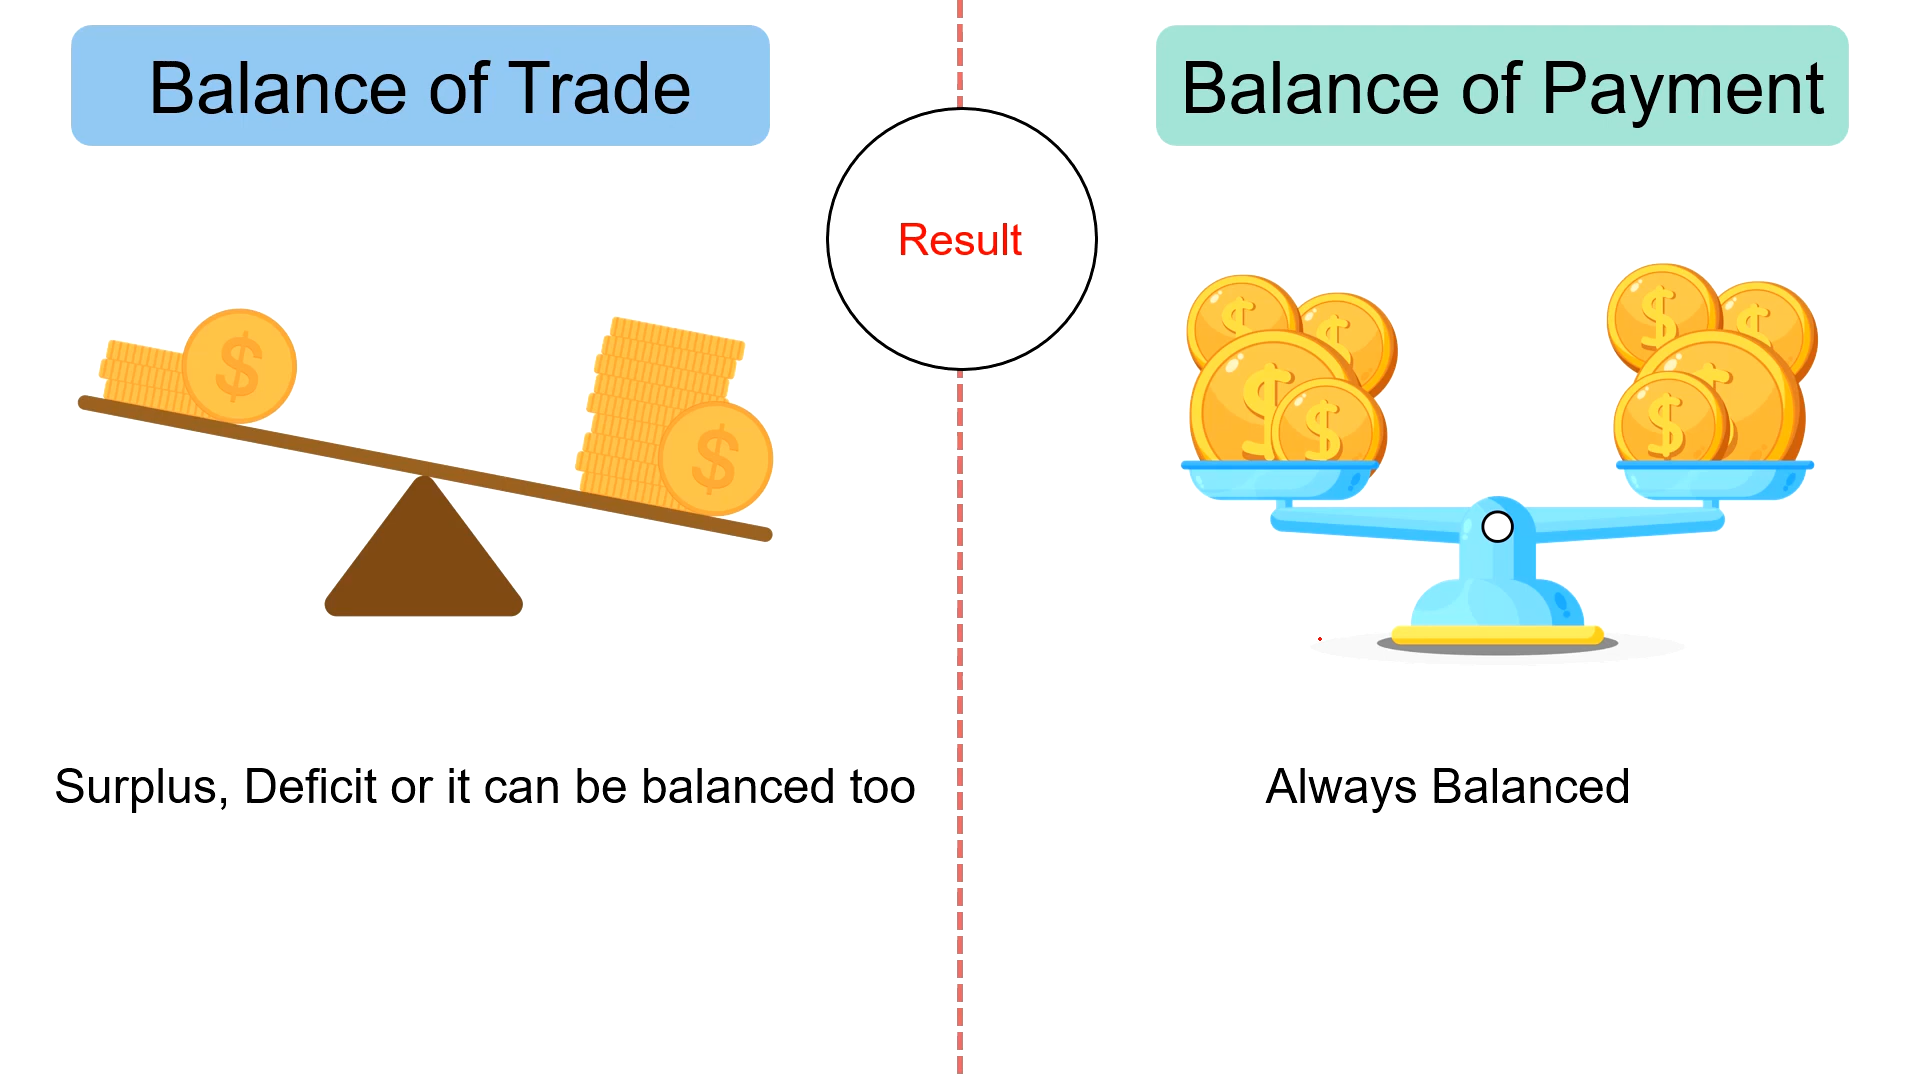 Balance of Trade
Balance of Payment
Result
$ $
$ $ $ $
$ $ $ $
Surplus, Deficit or it can be balanced too
Always Balanced